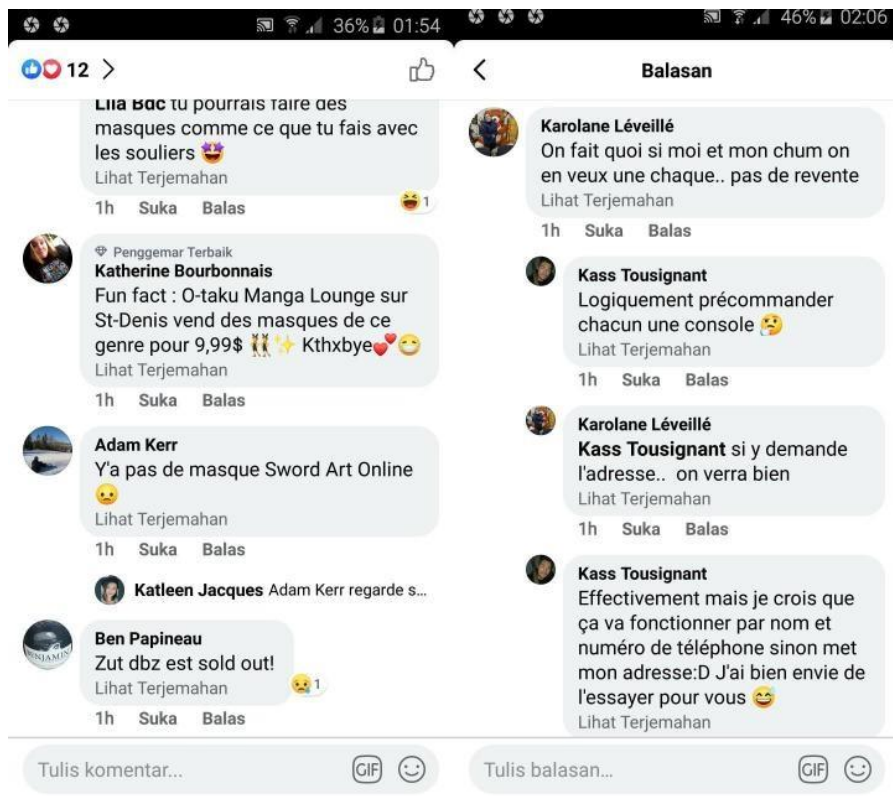 36% 01:54
12
Lila Bdc tu pourrais faire des
masques comme ce que tu fais avec
les souliers
Lihat Terjemahan
1h Suka Balas
1
Penggemar Terbaik
Katherine Bourbonnais
Fun fact : O-taku Manga Lounge sur
St-Denis vend des masques de ce
genre pour 9,99$ Kthxbye
Lihat Terjemahan
1h Suka Balas
Adam Kerr
Y'a pas de masque Sword Art Online
Lihat Terjemahan
1h Suka Balas
Katleen Jacques Adam Kerr regarde s...
BENJAMIN
Ben Papineau
Zut dbz est sold out!
Lihat Terjemahan
1
1h Suka Balas
Tulis komentar...
GIF
46% 02:06
Balasan
Karolane Léveillé
On fait quoi si moi et mon chum on
en veux une chaque.. pas de revente
Lihat Terjemahan
1h Suka Balas
Kass Tousignant
Logiquement précommander
chacun une console
Lihat Terjemahan
1h Suka Balas
Karolane Léveillé
Kass Tousignant si y demande
l'adresse.. on verra bien
Lihat Terjemahan
1h Suka Balas
Kass Tousignant
Effectivement mais je crois que
ça va fonctionner par nom et
numéro de téléphone sinon met
mon adresse:D J'ai bien envie de
l'essayer pour vous
Lihat Terjemahan
Tulis balasan...
GIF